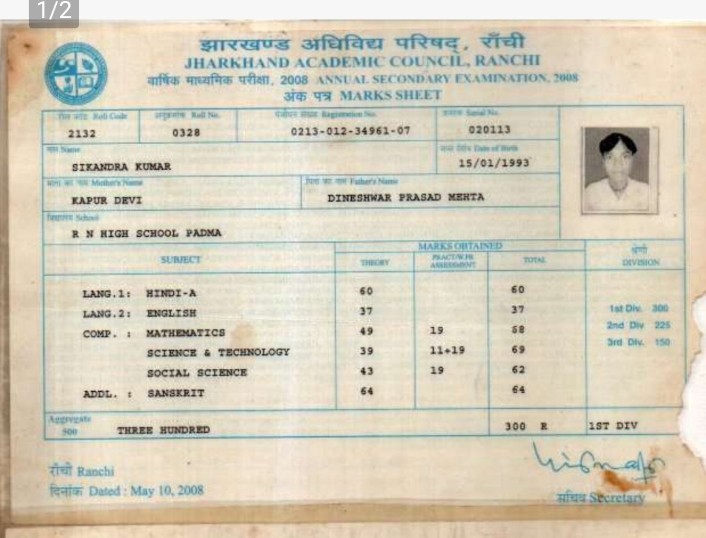 1/2
झारखण्ड अधिविद्य परिषद्, राँची
JHARKHAND ACADEMIC COUNCIL, RANCHI
वार्षिक माध्यमिक परीक्षा, 2008 ANNUAL SECONDARY EXAMINATION, 2008
अंक पत्र MARKS SHEET
Roll Code Roll No. Registration No. Serial No.
2132 0328 0213-012-34961-07 020113
नाम Name Date of Birth
SIKANDRA KUMAR 15/01/1993
माता का नाम Mother's Name पिता का नाम Father's Name
KAPUR DEVI DINESHWAR PRASAD MEHTA
विद्यालय School
R N HIGH SCHOOL PADMA
SUBJECT MARKS OBTAINED श्रेणी
THEORY ASSESSMENT TOTAL DIVISION
LANG.1: HINDI-A 60 60
LANG.2: ENGLISH 37 37 1st Div. 300
COMP. : MATHEMATICS 49 19 68 2nd Div 225
SCIENCE & TECHNOLOGY 39 11+19 69 3rd Div. 150
SOCIAL SCIENCE 43 19 62
ADDL. : SANSKRIT 64 64
Aggregate
500 THREE HUNDRED 300 R 1ST DIV
राँची Ranchi
दिनांक Dated : May 10, 2008
सचिव Secretary